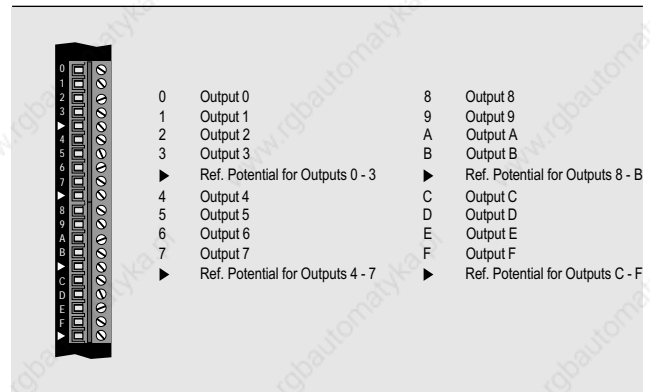 0
1
2
3
▶
4
5
6
7
▶
8
9
A
B
▶
C
D
E
F
▶
0 Output 0
1 Output 1
2 Output 2
3 Output 3
▶ Ref. Potential for Outputs 0 - 3
4 Output 4
5 Output 5
6 Output 6
7 Output 7
▶ Ref. Potential for Outputs 4 - 7
8 Output 8
9 Output 9
A Output A
B Output B
▶ Ref. Potential for Outputs 8 - B
C Output C
D Output D
E Output E
F Output F
▶ Ref. Potential for Outputs C - F
www.rgbautomatyka.pl